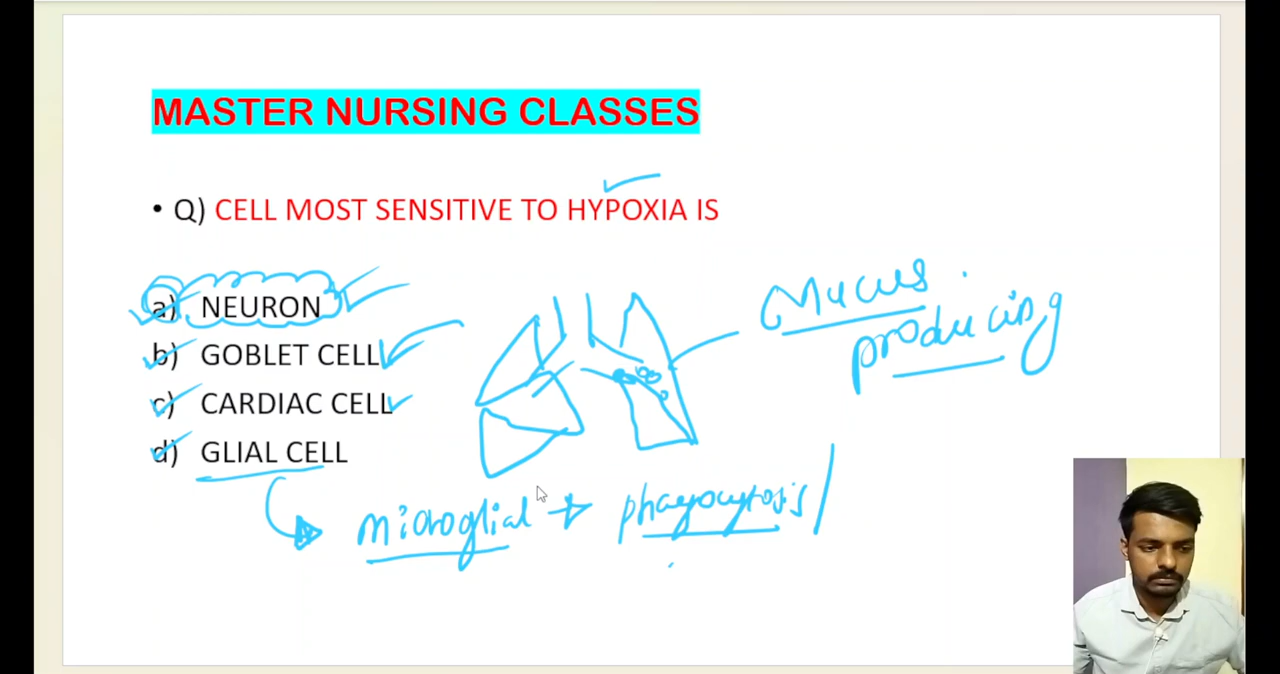 MASTER NURSING CLASSES
• Q) CELL MOST SENSITIVE TO HYPOXIA IS
a) NEURON
b) GOBLET CELL
c) CARDIAC CELL
d) GLIAL CELL
Mucus
producing
microglial → phagocytosis